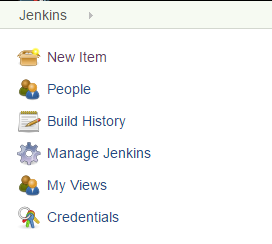 Jenkins
New Item
People
Build History
Manage Jenkins
My Views
Credentials